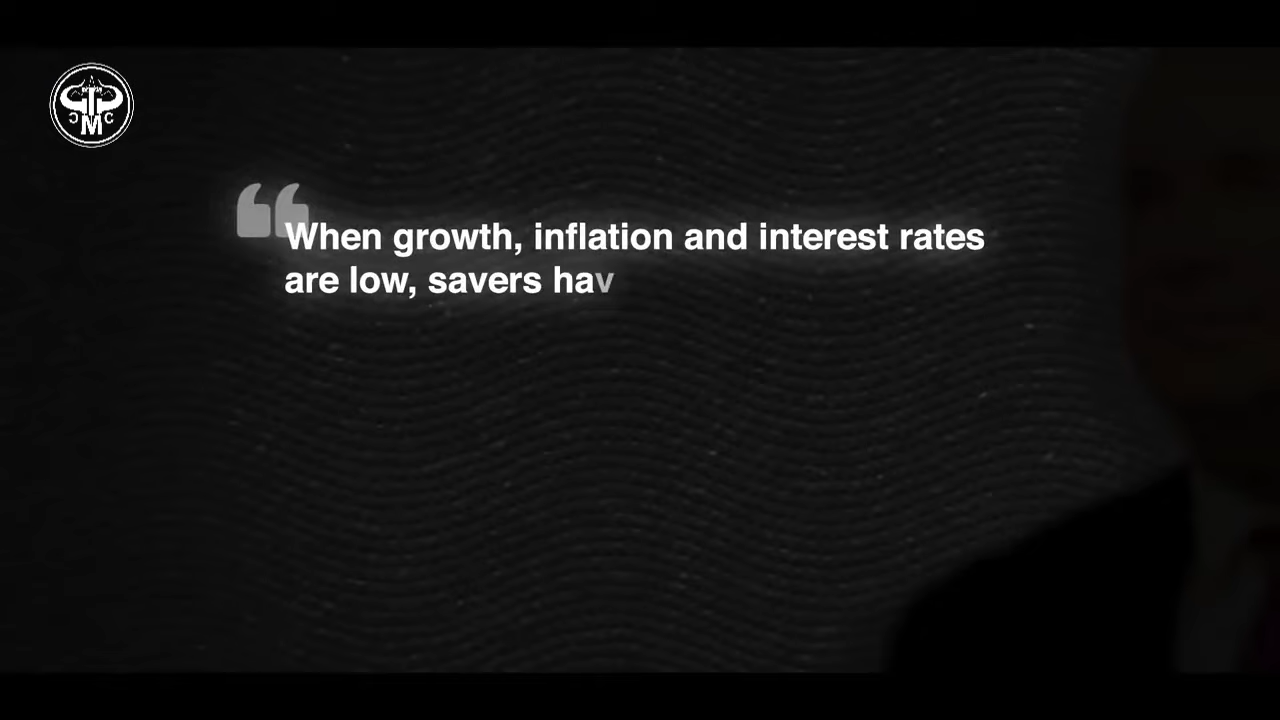 When growth, inflation and interest rates
are low, savers hav